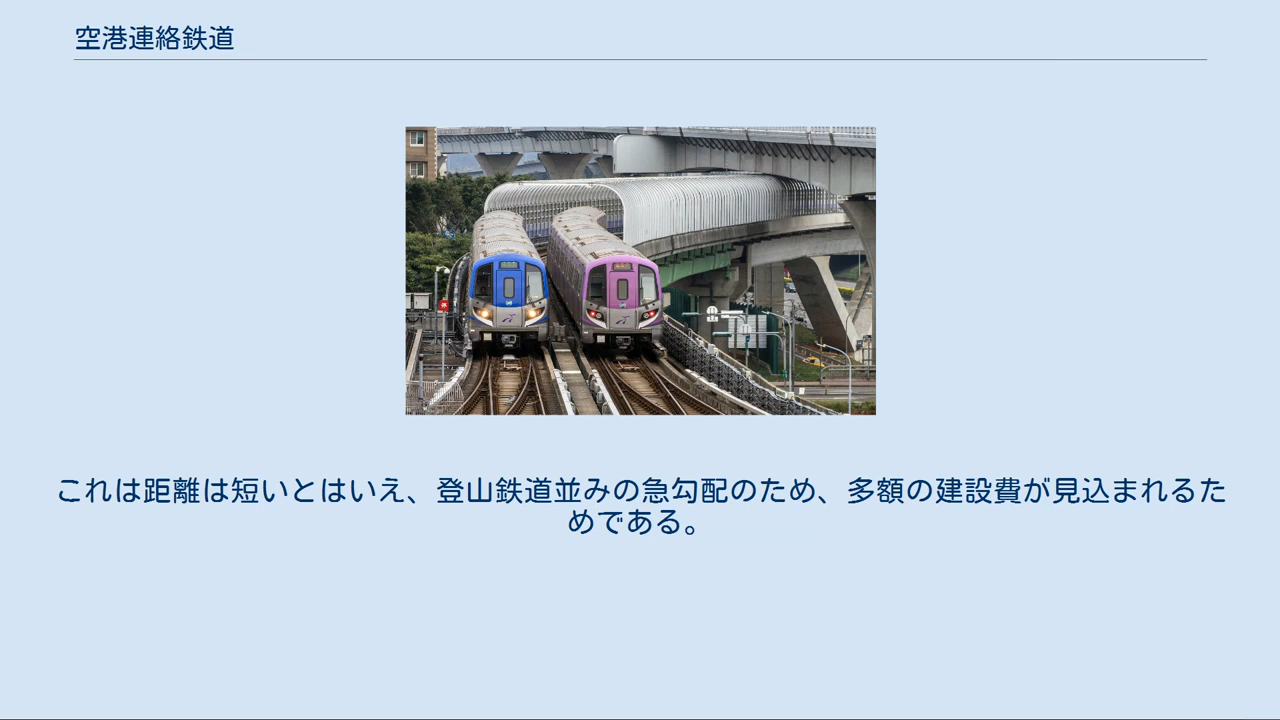 空港連絡鉄道
これは距離は短いとはいえ、登山鉄道並みの急勾配のため、多額の建設費が見込まれるた
めである。